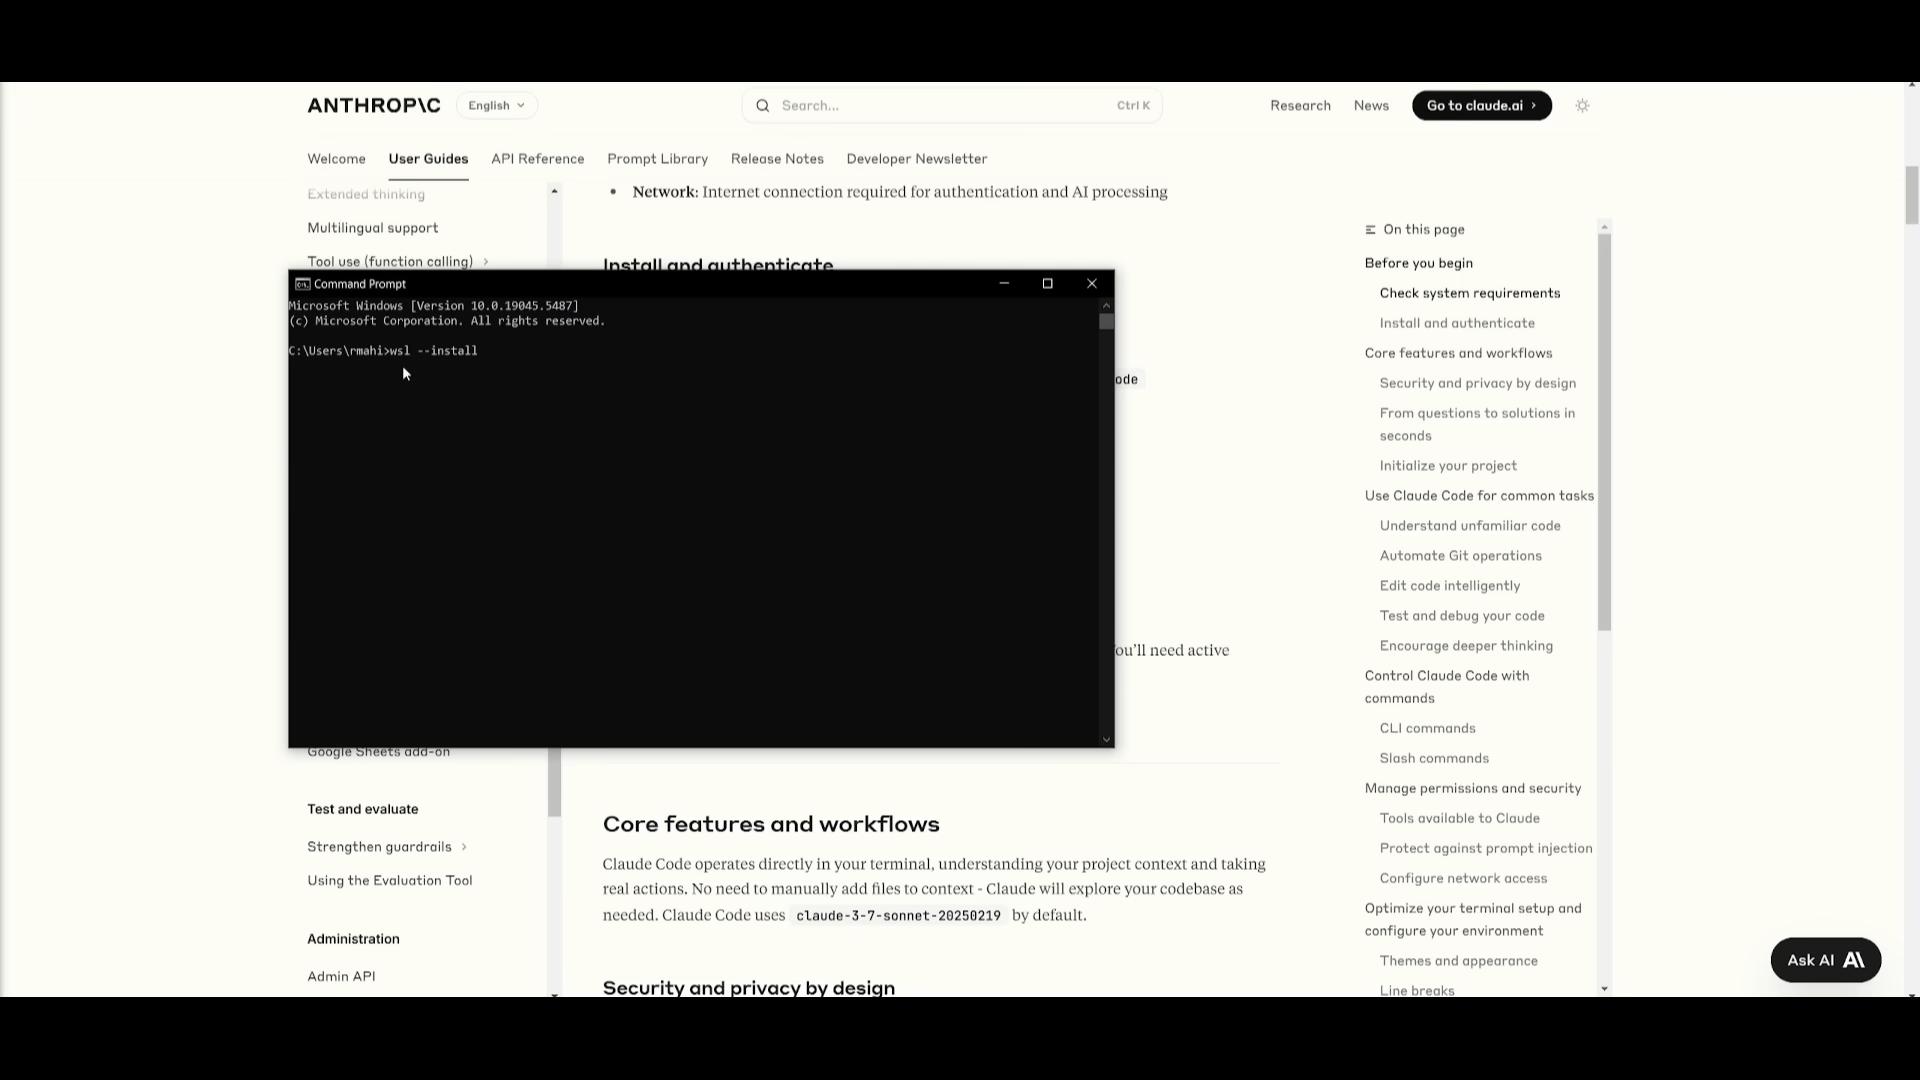 ANTHROP\C
English
Search...
Ctrl K
Research
News
Go to claude.ai
Welcome
User Guides
API Reference
Prompt Library
Release Notes
Developer Newsletter
Extended thinking
Multilingual support
Tool use (function calling)
• Network: Internet connection required for authentication and AI processing
Install and authenticate
Command Prompt
Microsoft Windows [Version 10.0.19045.5487]
(c) Microsoft Corporation. All rights reserved.
C:\Users\rmahi>wsl --install
ode
ou'll need active
Google Sheets add-on
Test and evaluate
Strengthen guardrails
Using the Evaluation Tool
Administration
Admin API
Core features and workflows
Claude Code operates directly in your terminal, understanding your project context and taking
real actions. No need to manually add files to context - Claude will explore your codebase as
needed. Claude Code uses claude-3-7-sonnet-20250219 by default.
Security and privacy by design
On this page
Before you begin
Check system requirements
Install and authenticate
Core features and workflows
Security and privacy by design
From questions to solutions in
seconds
Initialize your project
Use Claude Code for common tasks
Understand unfamiliar code
Automate Git operations
Edit code intelligently
Test and debug your code
Encourage deeper thinking
Control Claude Code with
commands
CLI commands
Slash commands
Manage permissions and security
Tools available to Claude
Protect against prompt injection
Configure network access
Optimize your terminal setup and
configure your environment
Themes and appearance
Line breaks
Ask AI